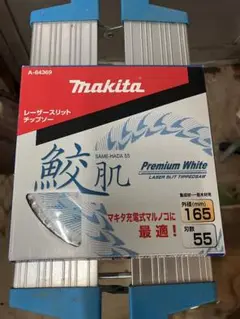 A-64369
makita
レーザースリット
チップソー
鮫肌
SAME-HADA 55
Premium White
LASER SLIT TIPPEDSAW
マキタ充電式マルノコに
最適!
外径(mm)
165
刃数
55